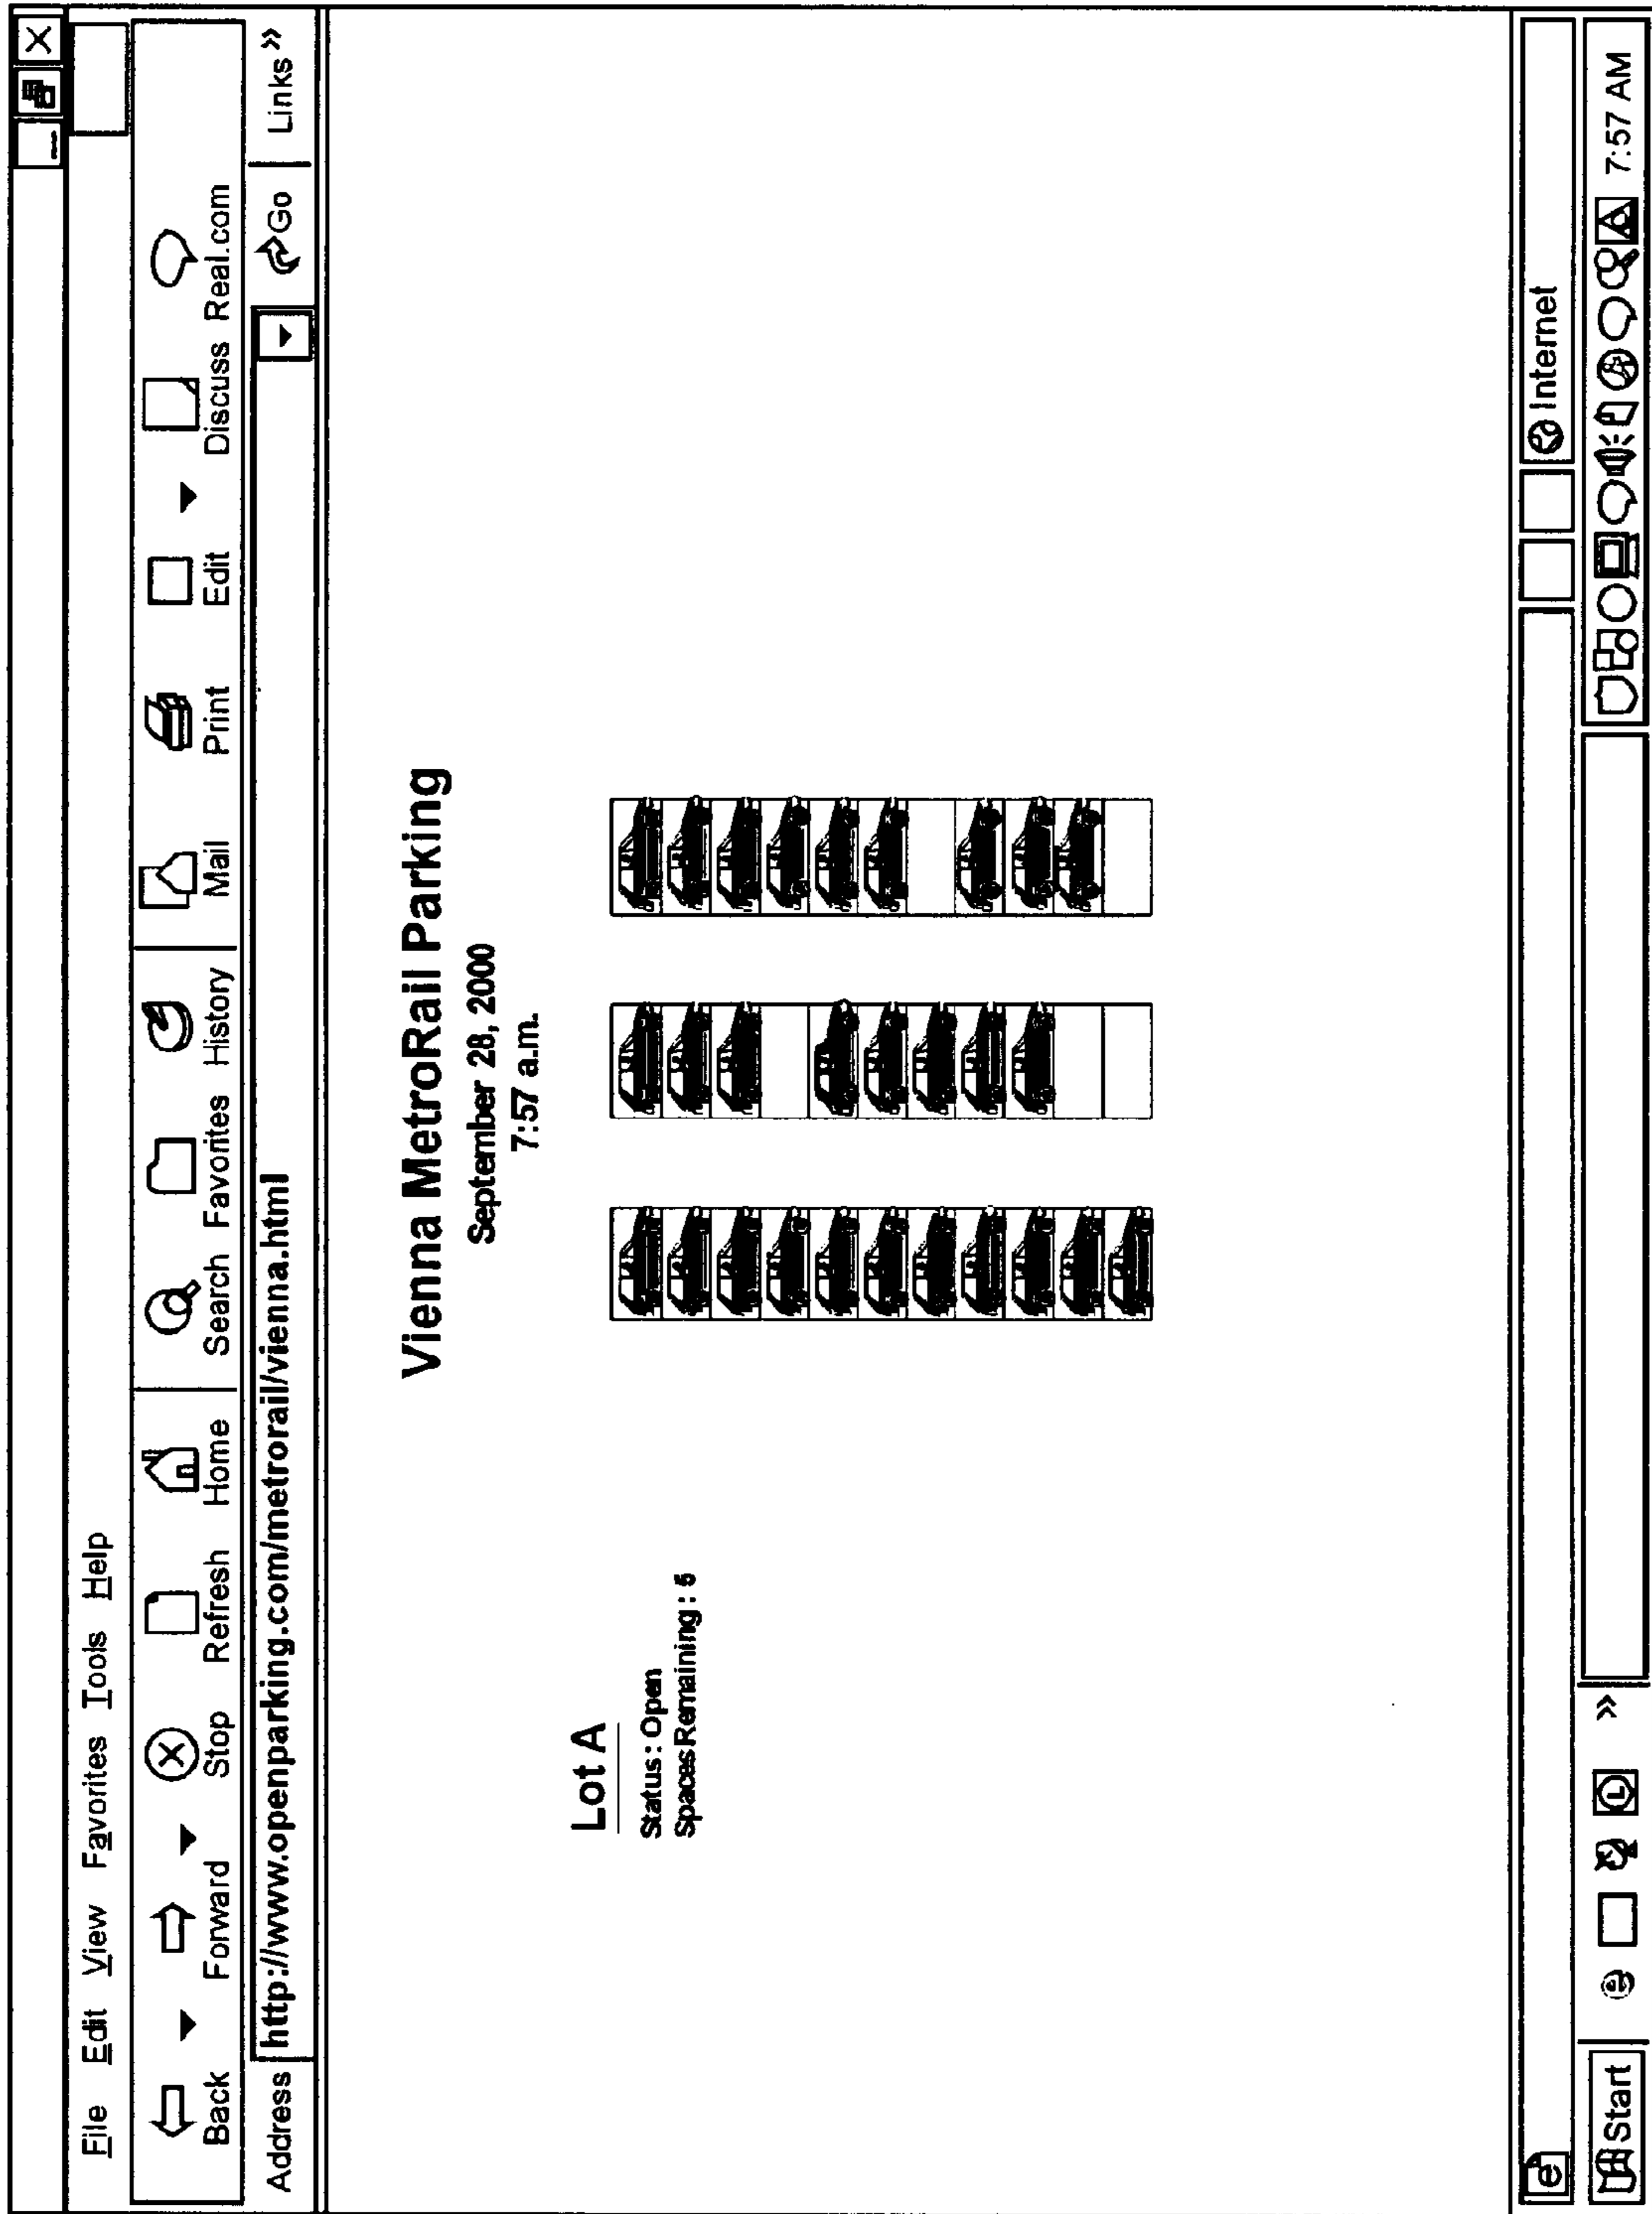 File Edit View Favorites Tools Help
Back Forward Stop Refresh Home Search Favorites History Mail Print Edit Discuss Real.com
Address http://www.openparking.com/metrorail/vienna.html Go Links »
Vienna MetroRail Parking
September 28, 2000
7:57 a.m.
Lot A
Status : Open
Spaces Remaining : 5
e Internet
Start e L » 7:57 AM